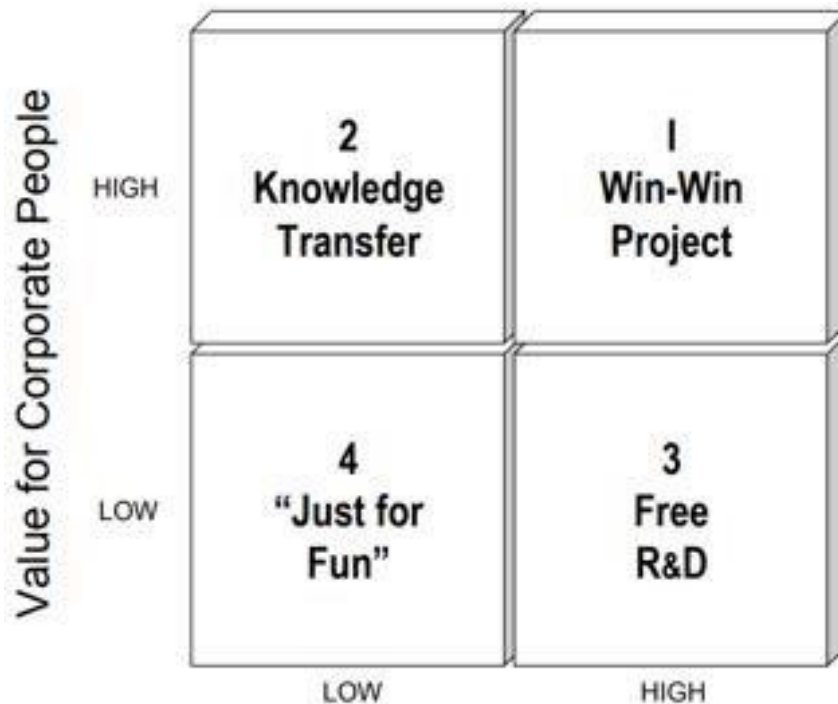 Value for Corporate People
HIGH
2
Knowledge
Transfer
I
Win-Win
Project
LOW
4
“Just for
Fun”
3
Free
R&D
LOW
HIGH